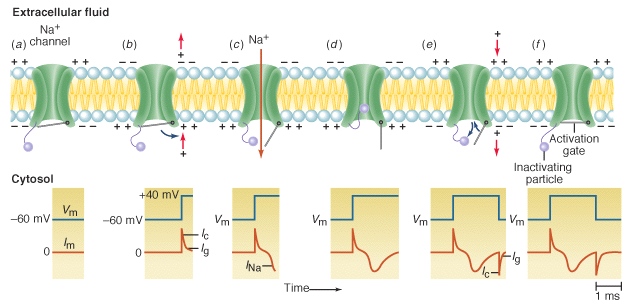 Extracellular fluid
Na+
channel
Na+
(a)
(b)
(c)
(d)
(e)
(f)
+ +
+ +
– –
– –
+
– –
– –
– –
– –
+
– –
+ +
+ +
– –
– –
+ +
+ +
+
+ +
+ +
+ +
+ +
+
– –
– –
Activation
gate
Inactivating
particle
Cytosol
+40 mV
–60 mV
Vm
–60 mV
Vm
Vm
Vm
Vm
0
Im
0
Ic
Ig
INa
Ic
Ig
Time
1 ms